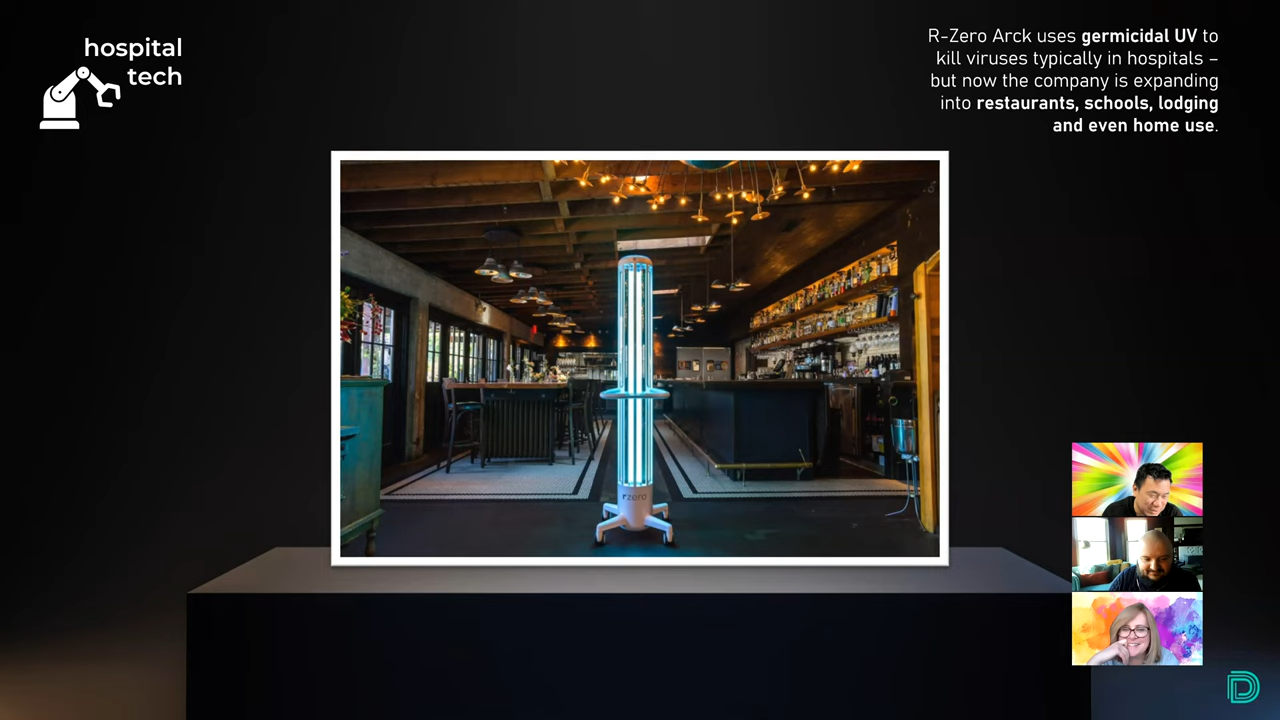 hospital
tech
R-Zero Arck uses germicidal UV to
kill viruses typically in hospitals –
but now the company is expanding
into restaurants, schools, lodging
and even home use.
rzero